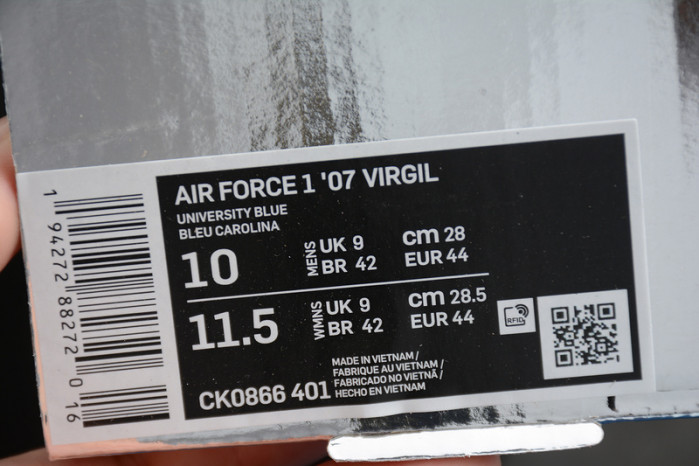 AIR FORCE 1 '07 VIRGIL
UNIVERSITY BLUE
BLEU CAROLINA
10 MENS UK 9 cm 28
BR 42 EUR 44
11.5 WMNS UK 9 cm 28.5
BR 42 EUR 44
RFID
CK0866 401
MADE IN VIETNAM /
FABRIQUE AU VIETNAM /
FABRICADO NO VIETNÃ /
HECHO EN VIETNAM
1 94272 88272 0 16